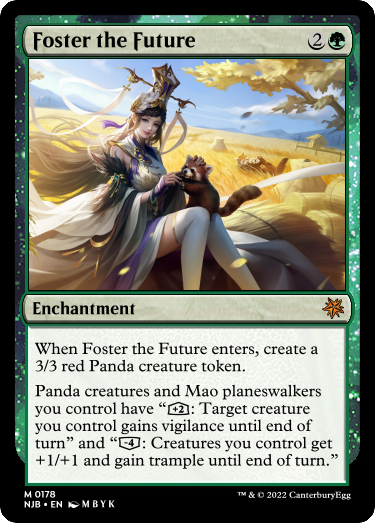 Foster the Future 2
Enchantment
When Foster the Future enters, create a
3/3 red Panda creature token.
Panda creatures and Mao planeswalkers
you control have “+2: Target creature
you control gains vigilance until end of
turn” and “-4: Creatures you control get
+1/+1 and gain trample until end of turn.”
M 0178
NJB • EN MBYK
™ & © 2022 CanterburyEgg